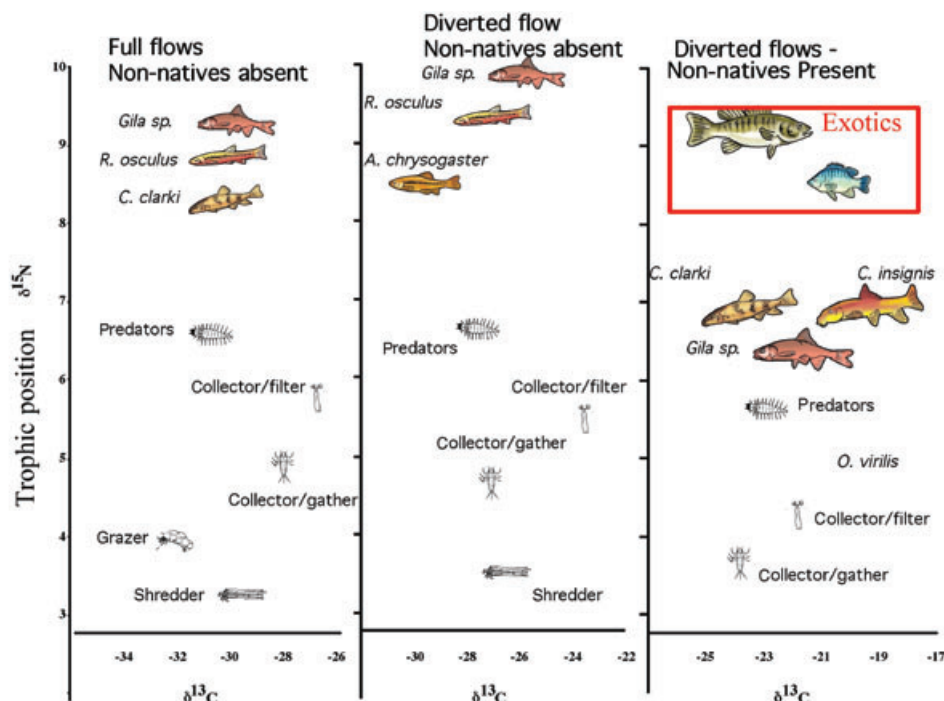 Full flows
Non-natives absent
Diverted flow
Non-natives absent
Diverted flows -
Non-natives Present
Trophic position δ15N
10
9
8
7
6
5
4
3
Gila sp.
R. osculus
C. clarki
Predators
Collector/filter
Collector/gather
Grazer
Shredder
-34 -32 -30 -28 -26
δ13C
Gila sp.
R. osculus
A. chrysogaster
Predators
Collector/filter
Collector/gather
Shredder
-30 -28 -26 -24 -22
δ13C
Exotics
C. clarki
C. insignis
Gila sp.
Predators
O. virilis
Collector/filter
Collector/gather
-25 -23 -21 -19 -17
δ13C